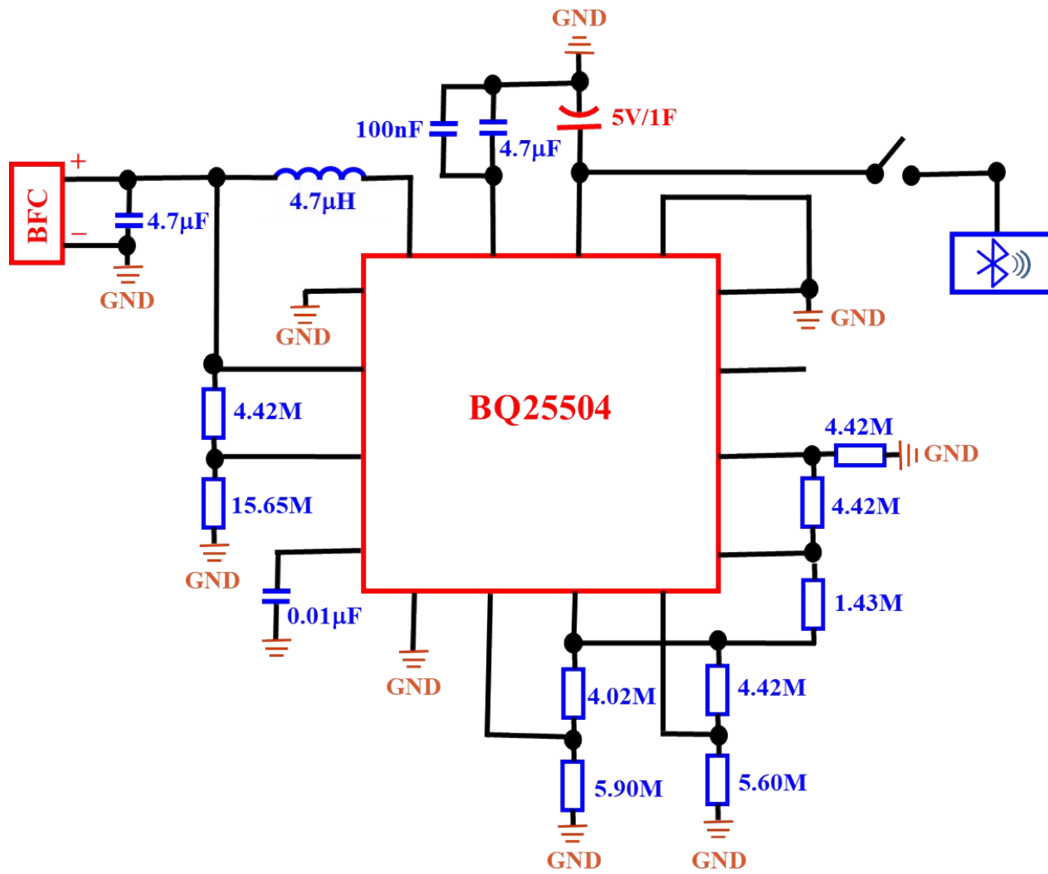 GND
100nF
4.7μF
5V/1F
+
BFC
−
4.7μF
4.7μH
GND
GND
GND
BQ25504
4.42M
15.65M
GND
0.01μF
GND
4.42M
GND
4.42M
1.43M
4.02M
4.42M
5.90M
5.60M
GND
GND